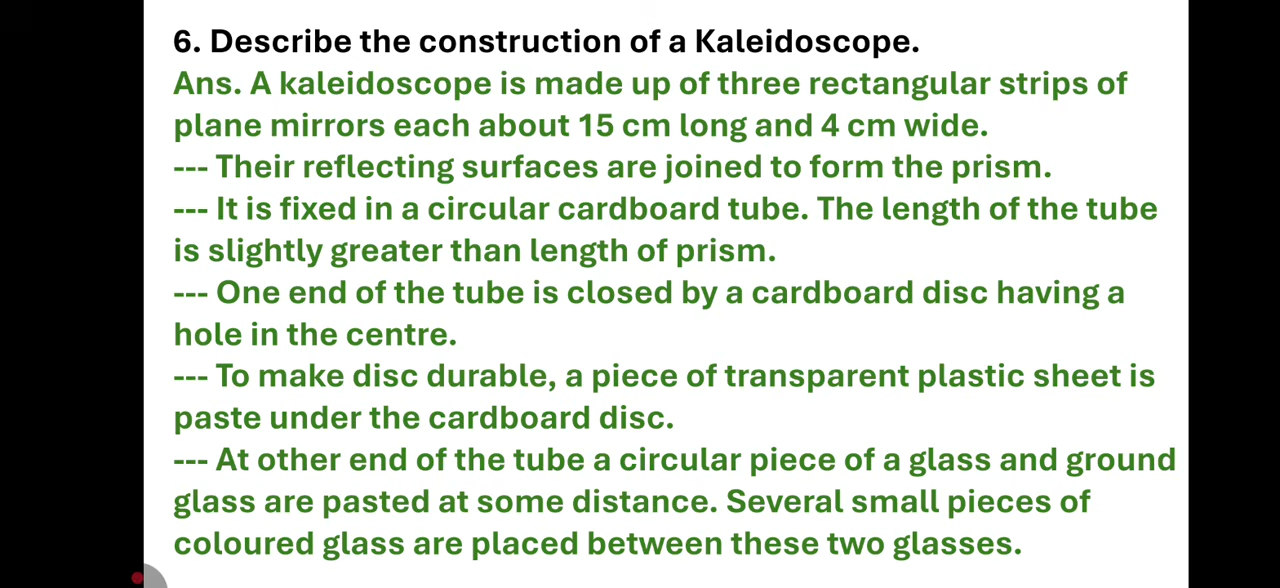 6. Describe the construction of a Kaleidoscope.
Ans. A kaleidoscope is made up of three rectangular strips of
plane mirrors each about 15 cm long and 4 cm wide.
--- Their reflecting surfaces are joined to form the prism.
--- It is fixed in a circular cardboard tube. The length of the tube
is slightly greater than length of prism.
--- One end of the tube is closed by a cardboard disc having a
hole in the centre.
--- To make disc durable, a piece of transparent plastic sheet is
paste under the cardboard disc.
--- At other end of the tube a circular piece of a glass and ground
glass are pasted at some distance. Several small pieces of
coloured glass are placed between these two glasses.